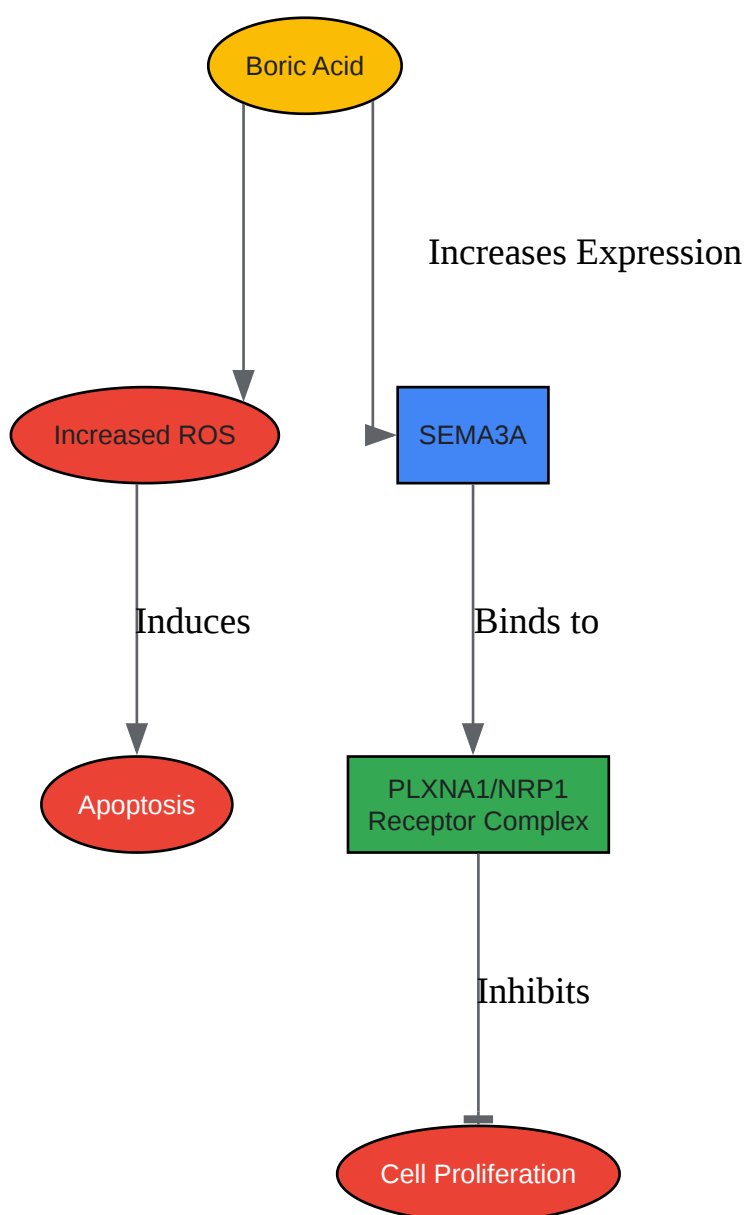 Boric Acid
Increases Expression
Increased ROS
SEMA3A
Induces
Binds to
Apoptosis
PLXNA1/NRP1
Receptor Complex
Inhibits
Cell Proliferation